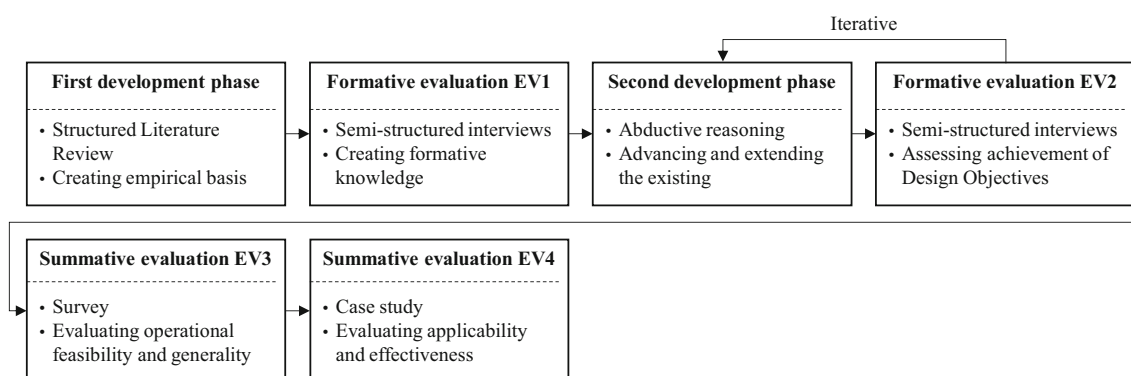 Iterative
First development phase
• Structured Literature
Review
• Creating empirical basis
Formative evaluation EV1
• Semi-structured interviews
• Creating formative
knowledge
Second development phase
• Abductive reasoning
• Advancing and extending
the existing
Formative evaluation EV2
• Semi-structured interviews
• Assessing achievement of
Design Objectives
Summative evaluation EV3
• Survey
• Evaluating operational
feasibility and generality
Summative evaluation EV4
• Case study
• Evaluating applicability
and effectiveness